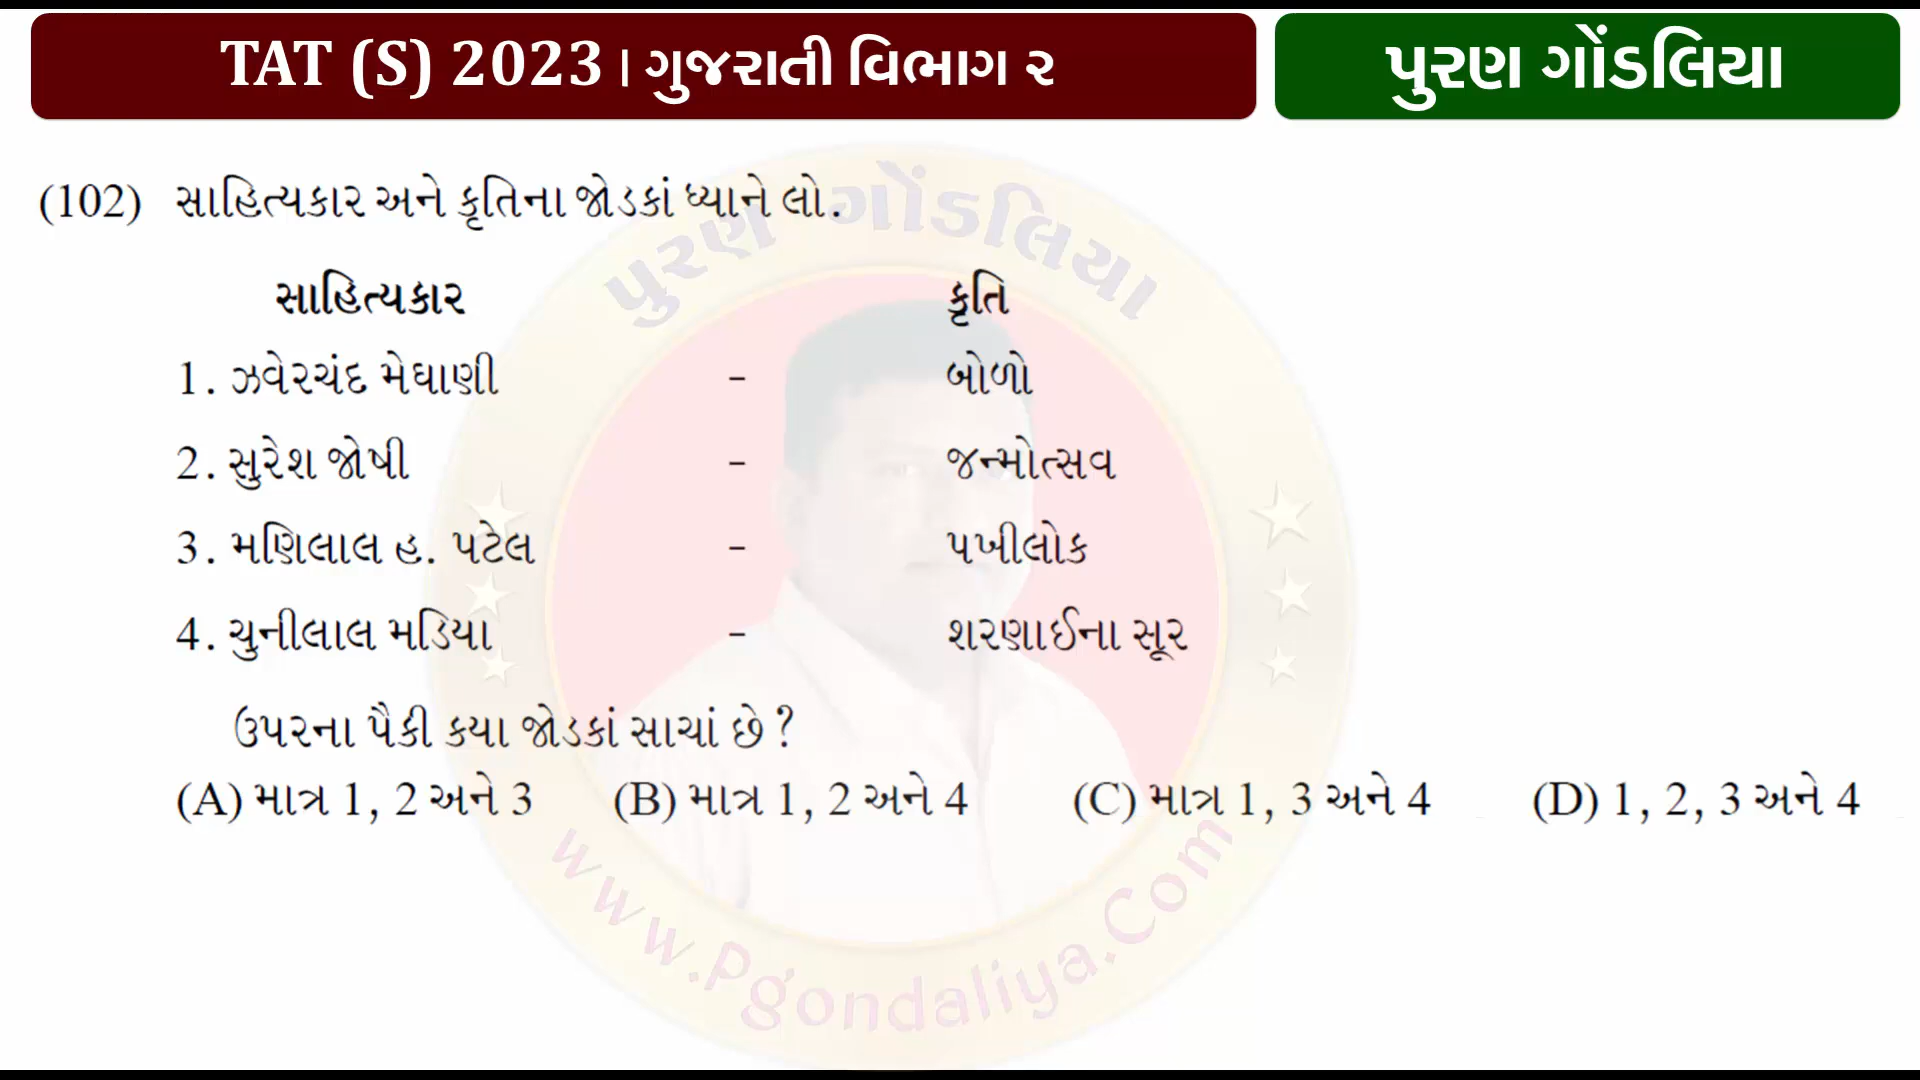 TAT (S) 2023 । ગુજરાતી વિભાગ ૨
પુરણ ગોંડલિયા
(102) સાહિત્યકાર અને કૃતિના જોડકાં ધ્યાને લો.
સાહિત્યકાર કૃતિ
1. ઝવેરચંદ મેઘાણી - બોળો
2. સુરેશ જોષી - જન્મોત્સવ
3. મણિલાલ હ. પટેલ - પખીલોક
4. ચુનીલાલ મડિયા - શરણાઈના સૂર
ઉપરના પૈકી કયા જોડકાં સાચાં છે?
(A) માત્ર 1, 2 અને 3 (B) માત્ર 1, 2 અને 4 (C) માત્ર 1, 3 અને 4 (D) 1, 2, 3 અને 4
પુરણ ગોંડલિયા
www.Pgondaliya.Com